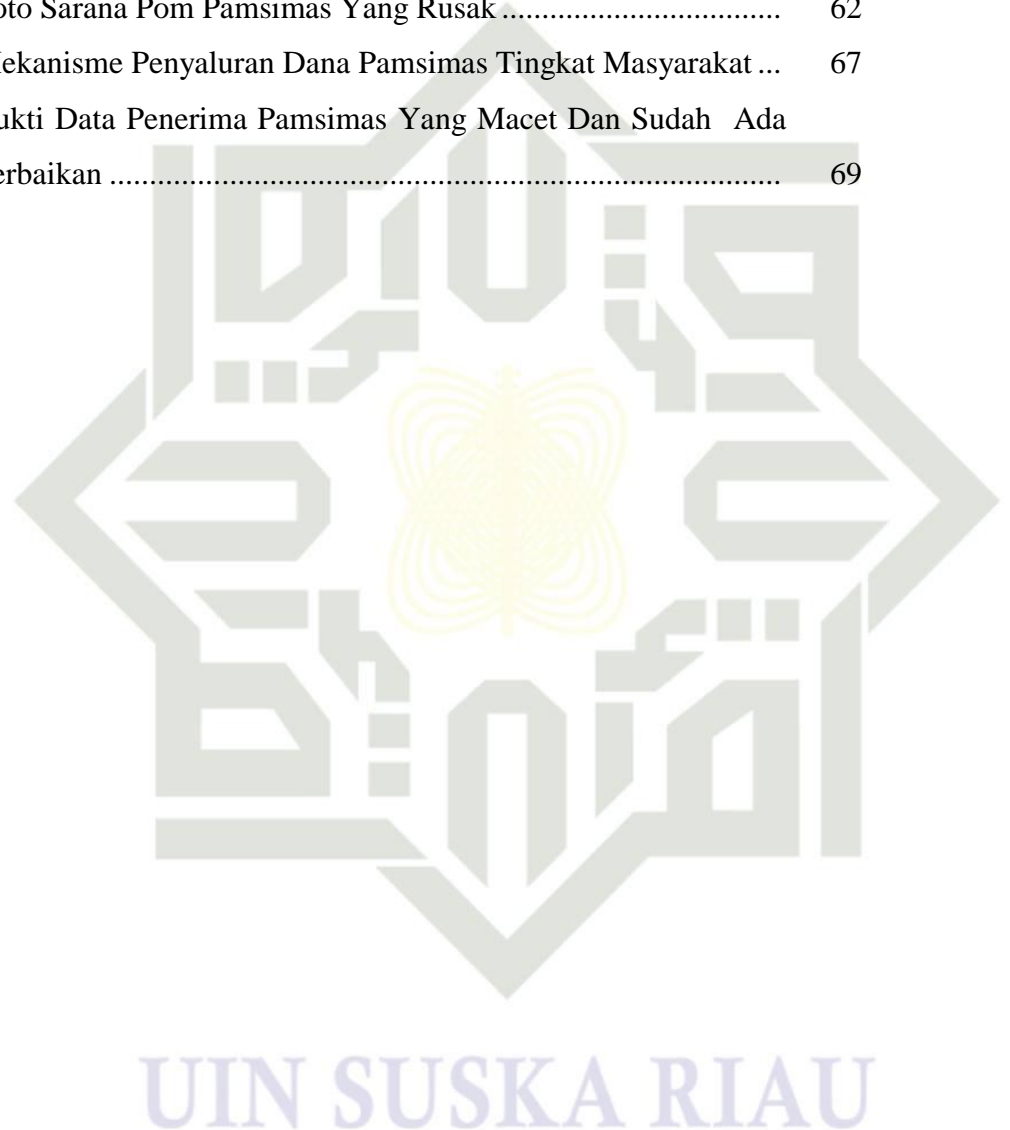 oto Sarana Pom Pamsimas Yang Rusak .................................. 62
ekanisme Penyaluran Dana Pamsimas Tingkat Masyarakat ... 67
ukti Data Penerima Pamsimas Yang Macet Dan Sudah Ada
erbaikan .................................................................................. 69
UIN SUSKA RIAU